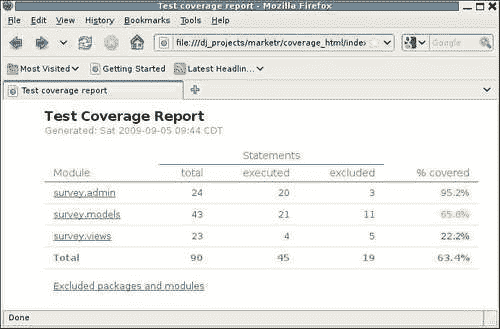 Test coverage report - Mozilla Firefox
File Edit View History Bookmarks Tools Help
file:///dj_projects/marketr/coverage_html/index Google
Most Visited Getting Started Latest Headlin...
Test coverage report
Test Coverage Report
Generated: Sat 2009-09-05 09:44 CDT
Statements
Module total executed excluded % covered
survey.admin 24 20 3 95.2%
survey.models 43 21 11 65.6%
survey.views 23 4 5 22.2%
Total 90 45 19 63.4%
Excluded packages and modules
Done